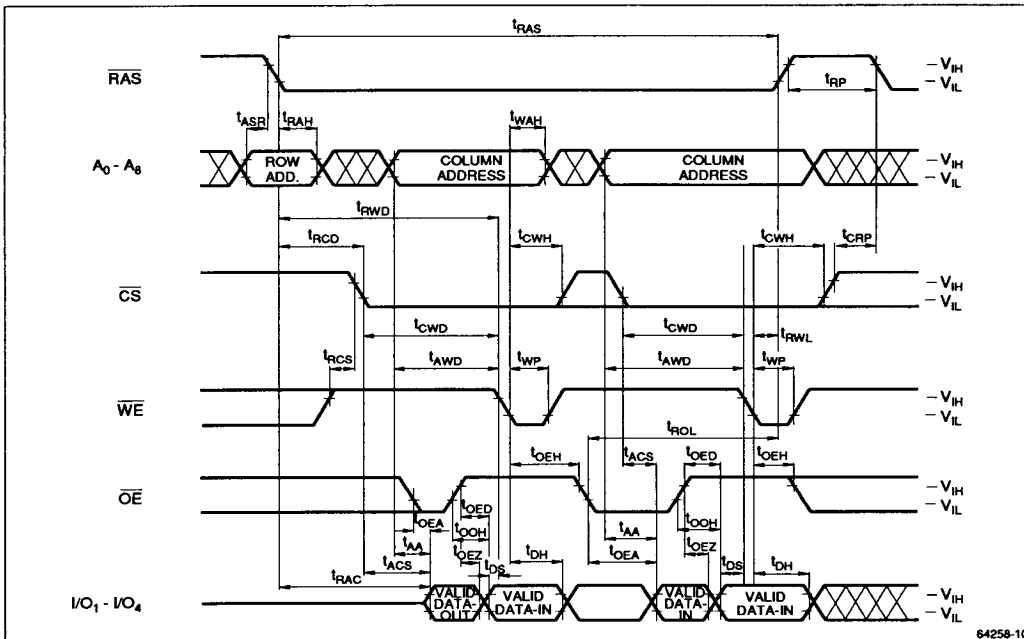 tRAS
RAS
VIH
VIL
tRP
tASR
tRAH
tWAH
A0 - A6
ROW ADD.
COLUMN ADDRESS
COLUMN ADDRESS
VIH
VIL
tRWD
tRCD
tCWH
tCWH
tCRP
CS
VIH
VIL
tCWD
tCWD
tRWL
tRCS
tAWD
tWP
tAWD
tWP
WE
VIH
VIL
tROL
tOEH
tACS
tOED
tOEH
OE
VIH
VIL
tOEA
tOED
tOOH
tOOH
tAA
tAA
tOEZ
tOEA
tOEZ
tACS
tDS
tDH
tDS
tDH
tRAC
I/O1 - I/O4
VALID DATA-OUT
VALID DATA-IN
VALID DATA-IN
VALID DATA-IN
VIH
VIL
64258-10